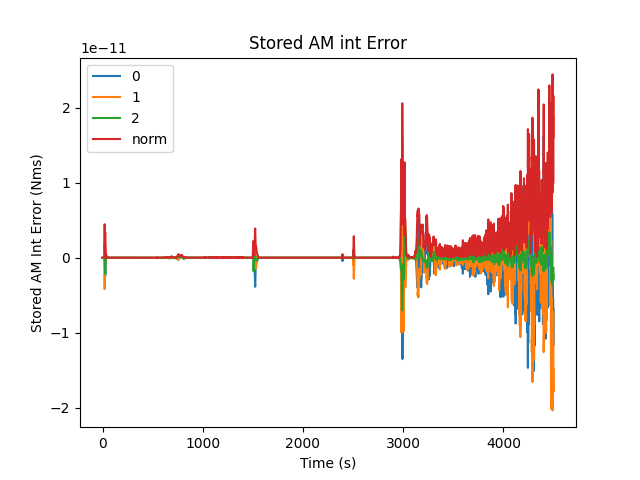 Stored AM int Error
1e−11
0
1
2
norm
2
1
0
−1
−2
Stored AM Int Error (Nms)
0
1000
2000
3000
4000
Time (s)